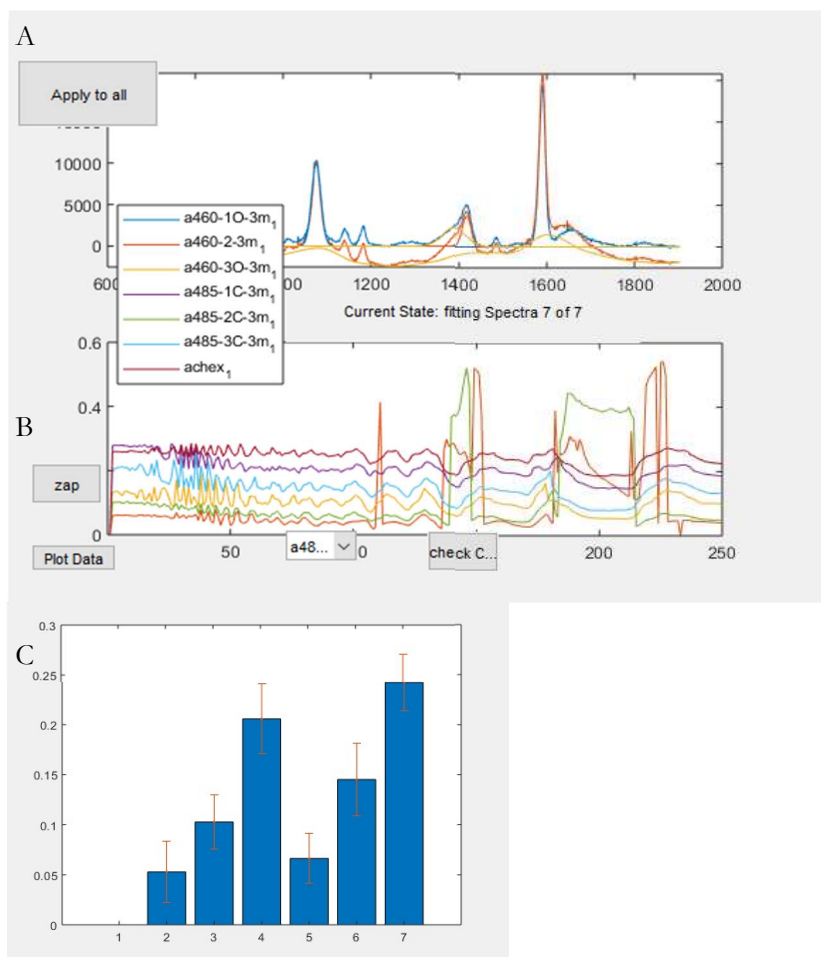 A
Apply to all
10000
5000
0
a460-1O-3m1
a460-2-3m1
a460-3O-3m1
a485-1C-3m1
a485-2C-3m1
a485-3C-3m1
achex1
1200 1400 1600 1800 2000
Current State: fitting Spectra 7 of 7
0.6
0.4
B
zap
0
50 200 250
Plot Data
a48...
check C...
C
0.3
0.25
0.2
0.15
0.1
0.05
0
1 2 3 4 5 6 7